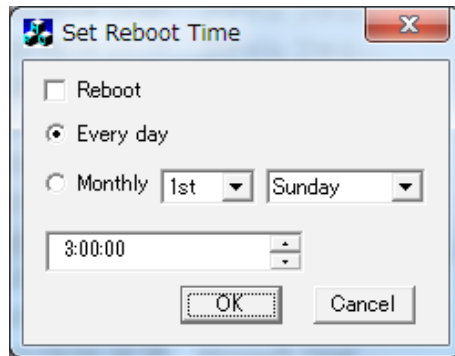 Set Reboot Time
Reboot
Every day
Monthly 1st Sunday
3:00:00
OK Cancel